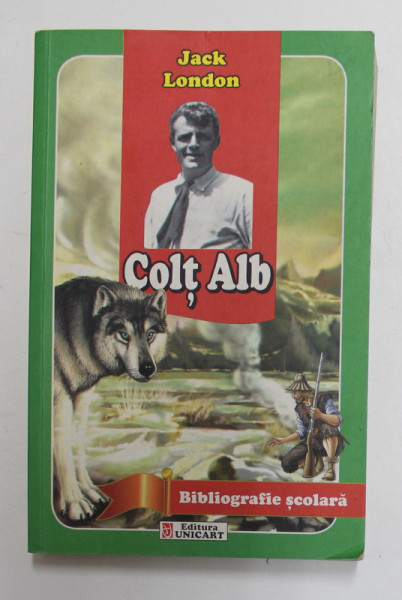 Jack
London
Colț Alb
Bibliografie școlară
Editura
UNICART